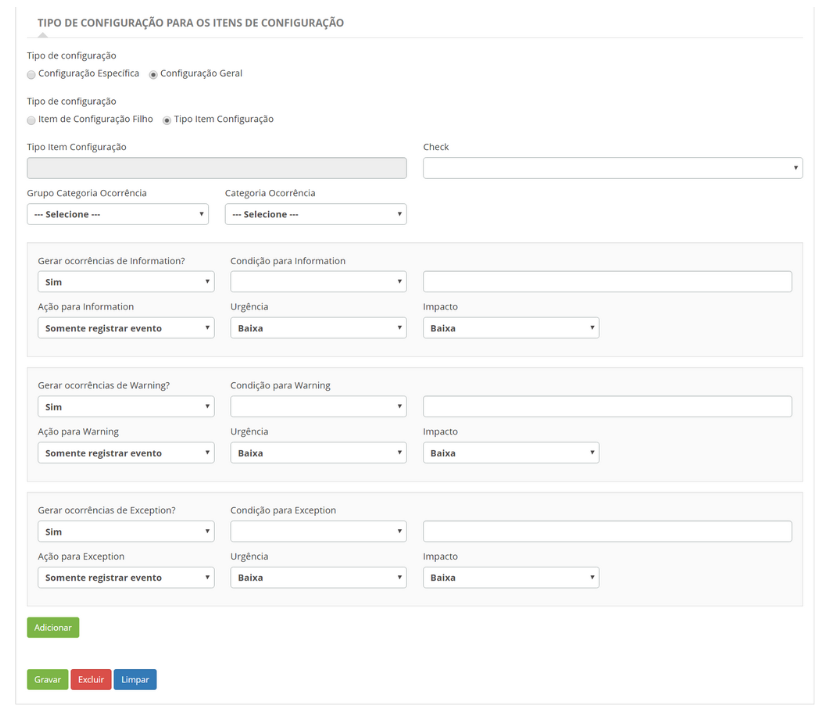 TIPO DE CONFIGURAÇÃO PARA OS ITENS DE CONFIGURAÇÃO
Tipo de configuração
Configuração Específica Configuração Geral
Tipo de configuração
Item de Configuração Filho Tipo Item Configuração
Tipo Item Configuração Check
Grupo Categoria Ocorrência Categoria Ocorrência
--- Selecione --- --- Selecione ---
Gerar ocorrências de Information? Condição para Information
Sim
Ação para Information Urgência Impacto
Somente registrar evento Baixa Baixa
Gerar ocorrências de Warning? Condição para Warning
Sim
Ação para Warning Urgência Impacto
Somente registrar evento Baixa Baixa
Gerar ocorrências de Exception? Condição para Exception
Sim
Ação para Exception Urgência Impacto
Somente registrar evento Baixa Baixa
Adicionar
Gravar Excluir Limpar